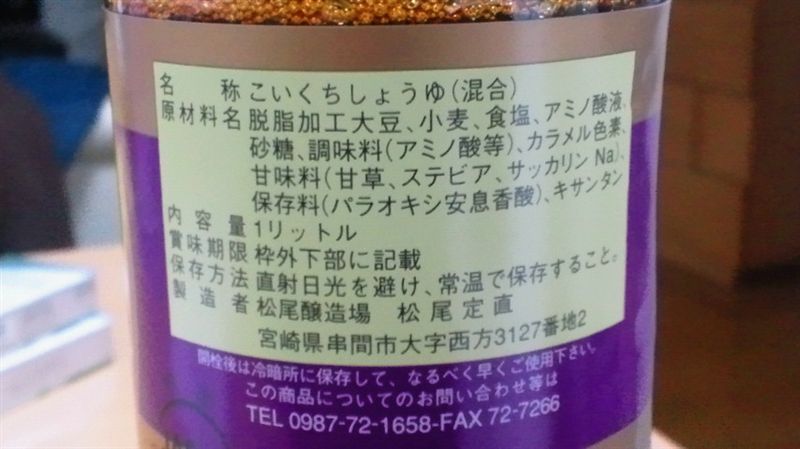 名称 こいくちしょうゆ(混合)
原材料名 脱脂加工大豆、小麦、食塩、アミノ酸液、
砂糖、調味料(アミノ酸等)、カラメル色素、
甘味料(甘草、ステビア、サッカリンNa)、
保存料(パラオキシ安息香酸)、キサンタン
内容量 1リットル
賞味期限 枠外下部に記載
保存方法 直射日光を避け、常温で保存すること。
製造者 松尾醸造場 松尾定直
宮崎県串間市大字西方3127番地2
開栓後は冷暗所に保存して、なるべく早くご使用下さい。
この商品についてのお問い合わせ等は
TEL 0987-72-1658-FAX 72-7266